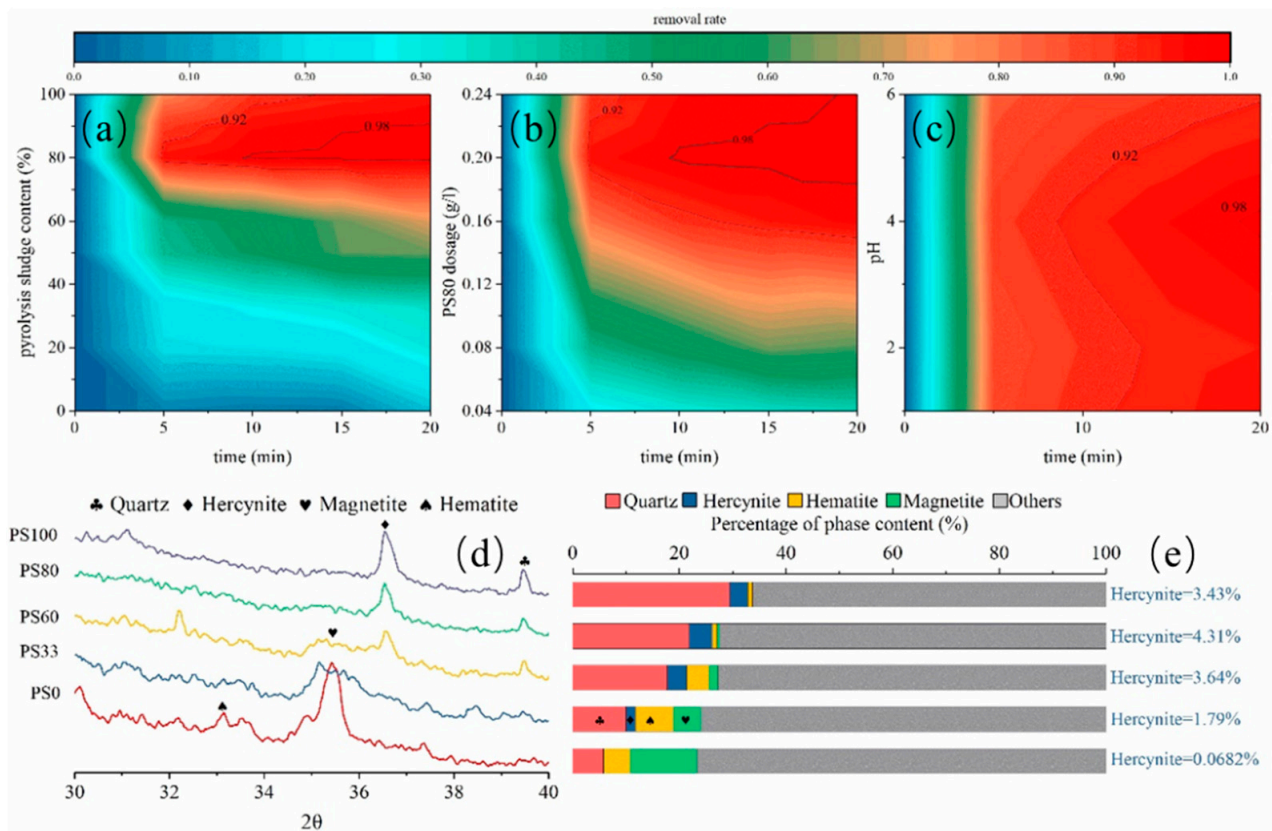 removal rate
0.0 0.10 0.20 0.30 0.40 0.50 0.60 0.70 0.80 0.90 1.0
(a)
100
80
60
40
20
0
pyrolysis sludge content (%)
0.92
0.98
0 5 10 15 20
time (min)
(b)
0.24
0.20
0.16
0.12
0.08
0.04
PS80 dosage (g/l)
0.92
0.98
0 5 10 15 20
time (min)
(c)
6
4
2
pH
0.92
0.98
0 10 20
time (min)
♣ Quartz ♦ Hercynite ♥ Magnetite ♠ Hematite
(d)
PS100
PS80
PS60
PS33
PS0
30 32 34 36 38 40
2θ
Quartz Hercynite Hematite Magnetite Others
Percentage of phase content (%)
0 20 40 60 80 100
(e)
Hercynite=3.43%
Hercynite=4.31%
Hercynite=3.64%
Hercynite=1.79%
Hercynite=0.0682%